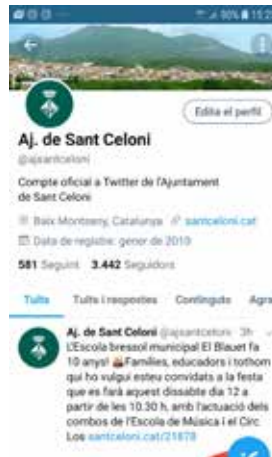 90% 15:2
Edita el perfil
Aj. de Sant Celoni
@ajsantceloni
Compte oficial a Twitter de l'Ajuntament
de Sant Celoni
Baix Montseny, Catalunya santceloni.cat
Data de registre: gener de 2010
581 Seguint 3.442 Seguidors
Tuits Tuits i respostes Contingut Agra
Aj. de Sant Celoni @ajsantceloni · 3h
L'Escola bressol municipal El Blauet fa
10 anys! Famílies, educadors i tothom
qui ho vulgui esteu convidats a la festa
que es farà aquest dissabte dia 12 a
partir de les 10.30 h, amb l'actuació dels
combos de l'Escola de Música i el Circ
Los santceloni.cat/21878